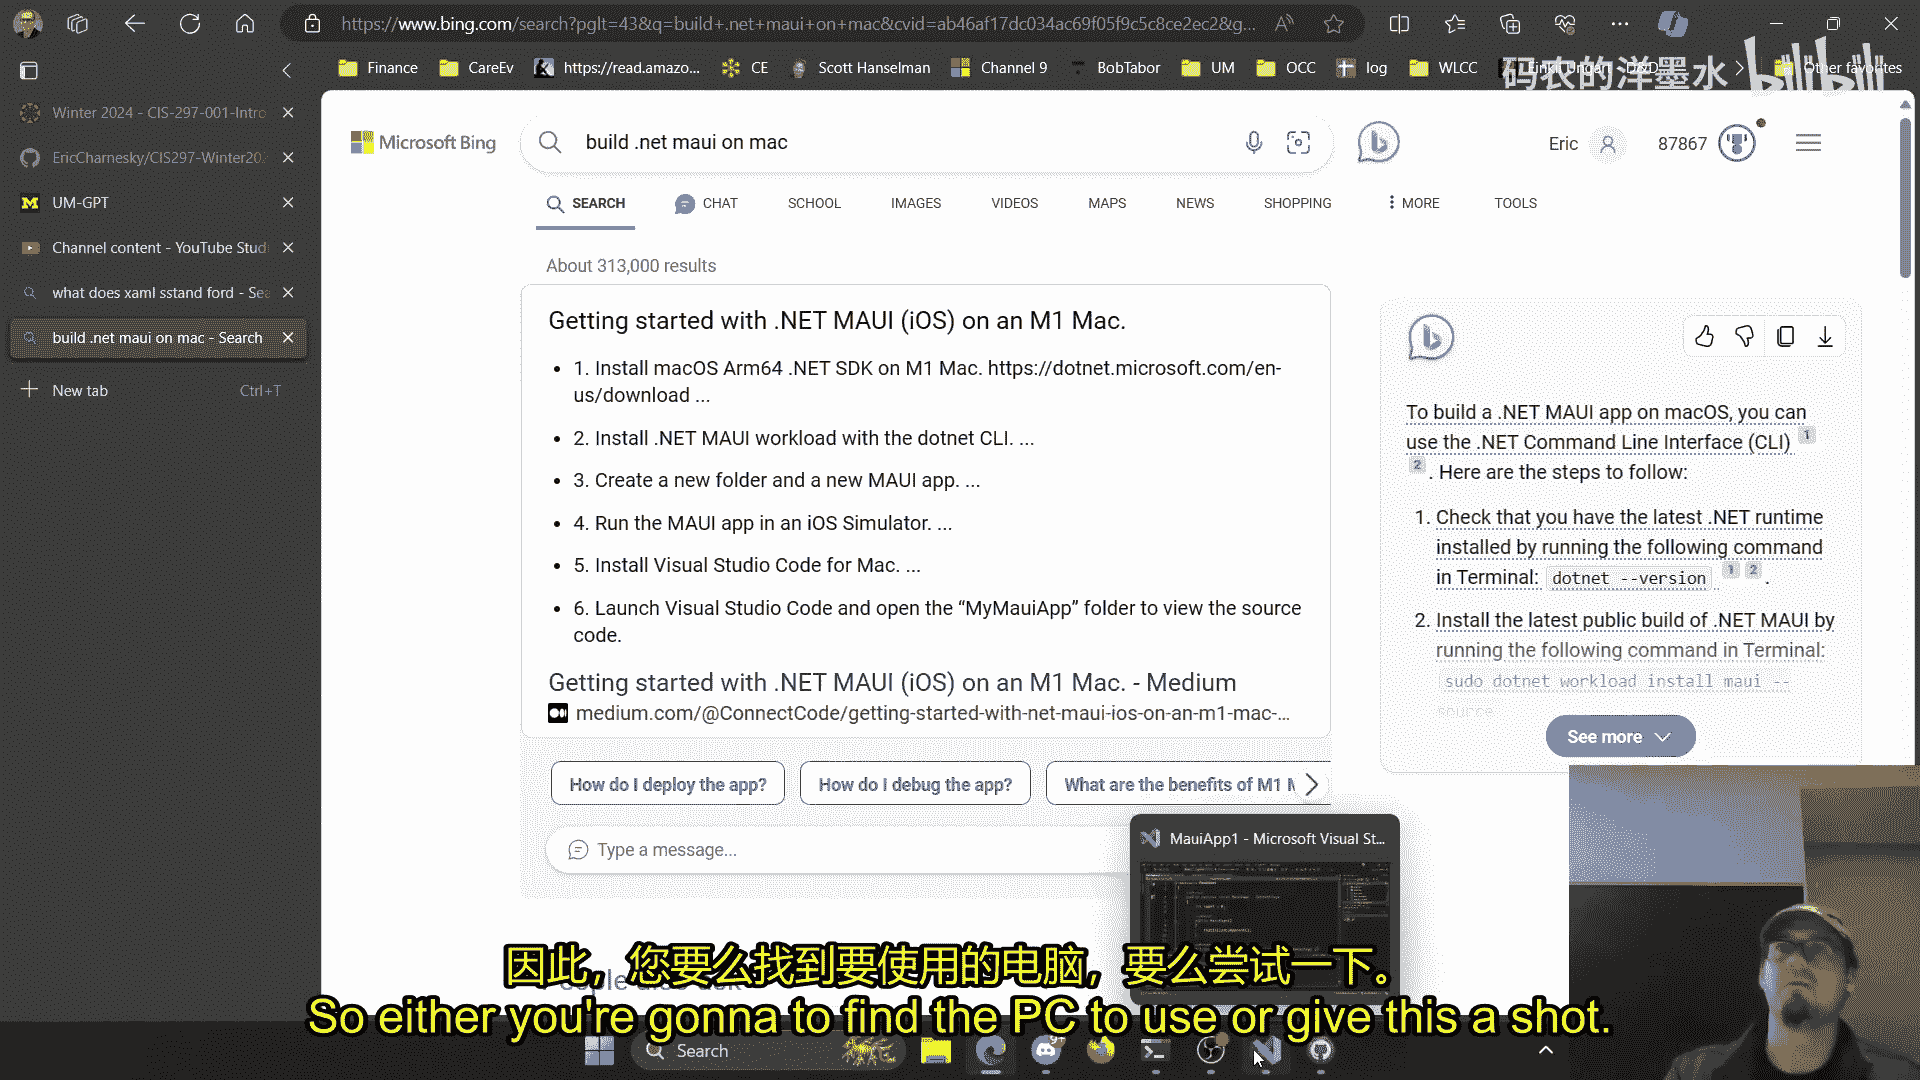 https://www.bing.com/search?pglt=43&q=build+.net+maui+on+mac&cvid=ab46af17dc034ac69f05f9c5c8ce2ec2&g...
Finance
CareEv
https://read.amazo...
CE
Scott Hanselman
Channel 9
BobTabor
UM
OCC
log
WLCC
Other favorites
码农的洋墨水
bilibili
Winter 2024 - CIS-297-001-Intro
EricCharnesky/CIS297-Winter202
UM-GPT
Channel content - YouTube Studi
what does xaml sstand ford - Sea
build .net maui on mac - Search
New tab
Ctrl+T
Microsoft Bing
build .net maui on mac
Eric
87867
SEARCH
CHAT
SCHOOL
IMAGES
VIDEOS
MAPS
NEWS
SHOPPING
MORE
TOOLS
About 313,000 results
Getting started with .NET MAUI (iOS) on an M1 Mac.
• 1. Install macOS Arm64 .NET SDK on M1 Mac. https://dotnet.microsoft.com/en-
us/download ...
• 2. Install .NET MAUI workload with the dotnet CLI. ...
• 3. Create a new folder and a new MAUI app. ...
• 4. Run the MAUI app in an iOS Simulator. ...
• 5. Install Visual Studio Code for Mac. ...
• 6. Launch Visual Studio Code and open the “MyMauiApp” folder to view the source
code.
Getting started with .NET MAUI (iOS) on an M1 Mac. - Medium
medium.com/@ConnectCode/getting-started-with-net-maui-ios-on-an-m1-mac-...
How do I deploy the app?
How do I debug the app?
What are the benefits of M1 M
Type a message...
To build a .NET MAUI app on macOS, you can
use the .NET Command Line Interface (CLI) 1
2 . Here are the steps to follow:
1. Check that you have the latest .NET runtime
installed by running the following command
in Terminal: dotnet --version 1 2 .
2. Install the latest public build of .NET MAUI by
running the following command in Terminal:
sudo dotnet workload install maui --
source
See more
MauiApp1 - Microsoft Visual St...
因此，您要么找到要使用的电脑，要么尝试一下。
So either you're gonna to find the PC to use or give this a shot.
Search
9+